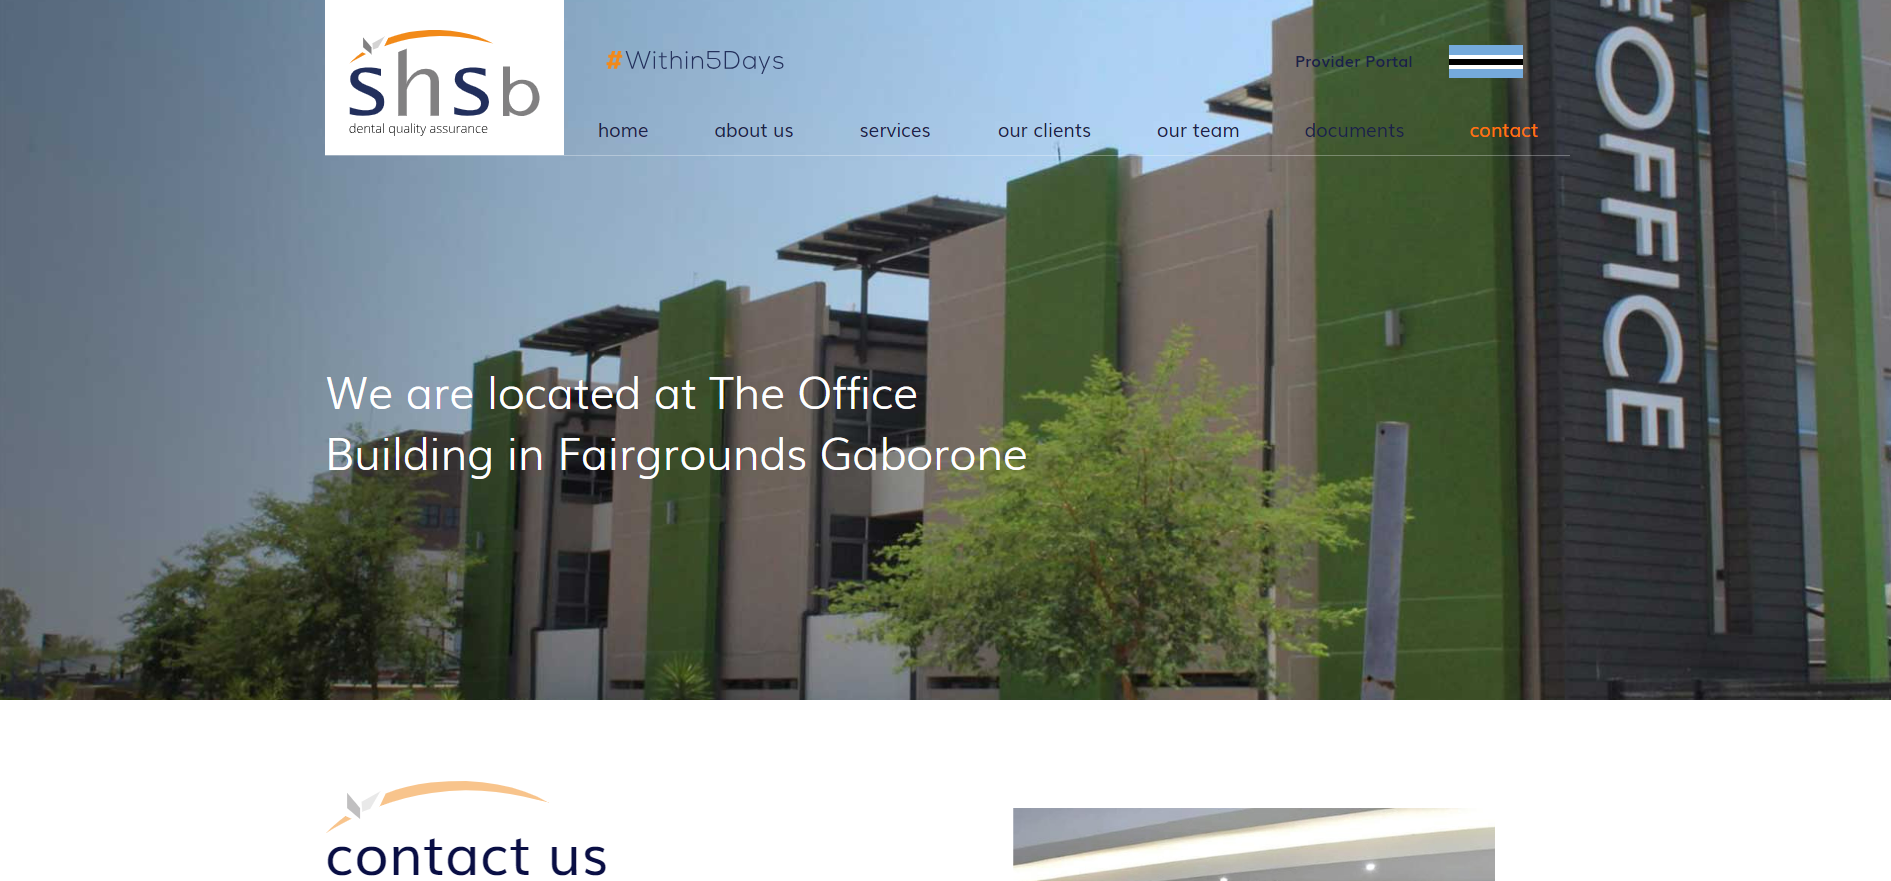 shsb
dental quality assurance
#Within5Days
Provider Portal
home
about us
services
our clients
our team
documents
contact
OFFICE
We are located at The Office
Building in Fairgrounds Gaborone
contact us